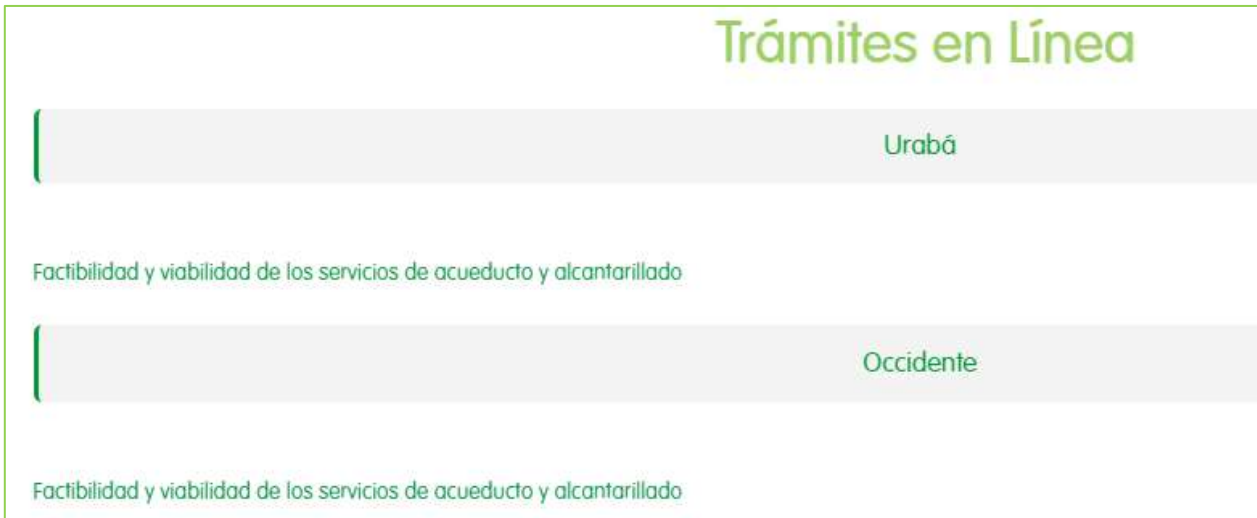 Trámites en Línea
Urabá
Factibilidad y viabilidad de los servicios de acueducto y alcantarillado
Occidente
Factibilidad y viabilidad de los servicios de acueducto y alcantarillado